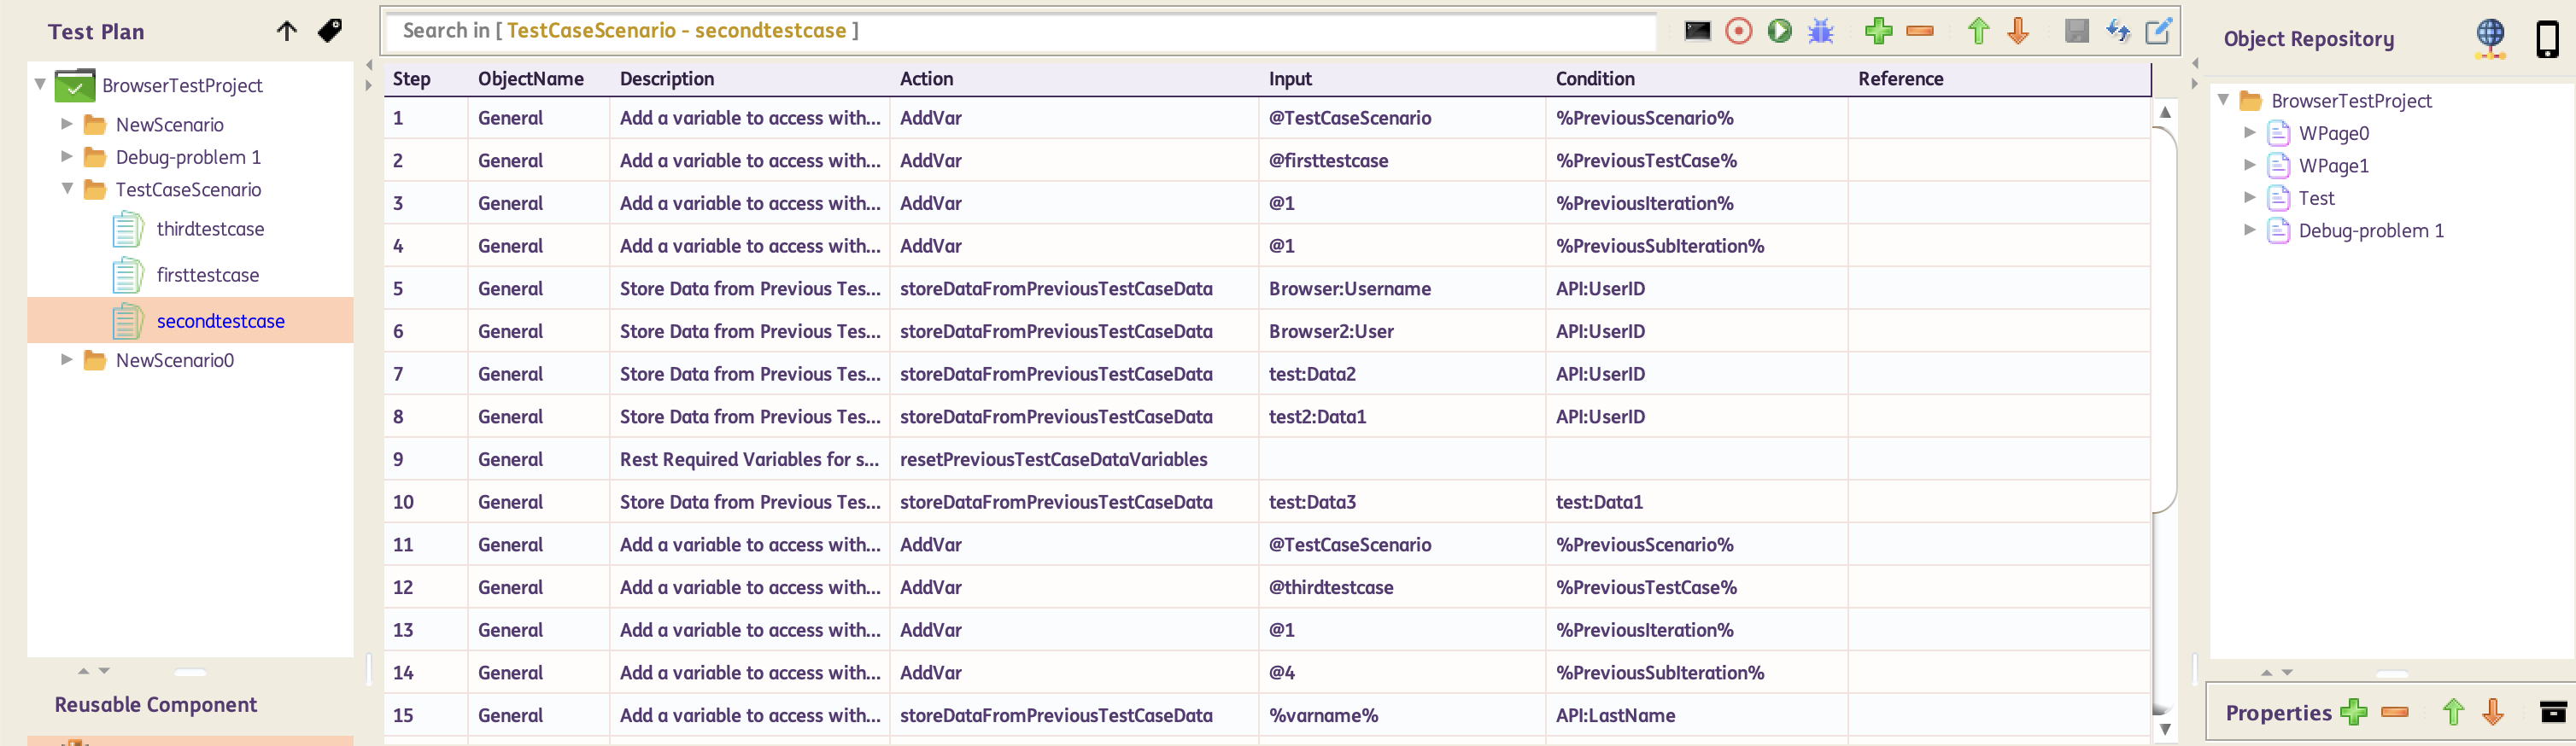 Test Plan
BrowserTestProject
NewScenario
Debug-problem 1
TestCaseScenario
thirdtestcase
firsttestcase
secondtestcase
NewScenario0
Reusable Component
Search in [ TestCaseScenario - secondtestcase ]
Step ObjectName Description Action Input Condition Reference
1 General Add a variable to access with... AddVar @TestCaseScenario %PreviousScenario%
2 General Add a variable to access with... AddVar @firsttestcase %PreviousTestCase%
3 General Add a variable to access with... AddVar @1 %PreviousIteration%
4 General Add a variable to access with... AddVar @1 %PreviousSubIteration%
5 General Store Data from Previous Tes... storeDataFromPreviousTestCaseData Browser:Username API:UserID
6 General Store Data from Previous Tes... storeDataFromPreviousTestCaseData Browser2:User API:UserID
7 General Store Data from Previous Tes... storeDataFromPreviousTestCaseData test:Data2 API:UserID
8 General Store Data from Previous Tes... storeDataFromPreviousTestCaseData test2:Data1 API:UserID
9 General Rest Required Variables for s... resetPreviousTestCaseDataVariables
10 General Store Data from Previous Tes... storeDataFromPreviousTestCaseData test:Data3 test:Data1
11 General Add a variable to access with... AddVar @TestCaseScenario %PreviousScenario%
12 General Add a variable to access with... AddVar @thirdtestcase %PreviousTestCase%
13 General Add a variable to access with... AddVar @1 %PreviousIteration%
14 General Add a variable to access with... AddVar @4 %PreviousSubIteration%
15 General Add a variable to access with... storeDataFromPreviousTestCaseData %varname% API:LastName
Object Repository
BrowserTestProject
WPage0
WPage1
Test
Debug-problem 1
Properties